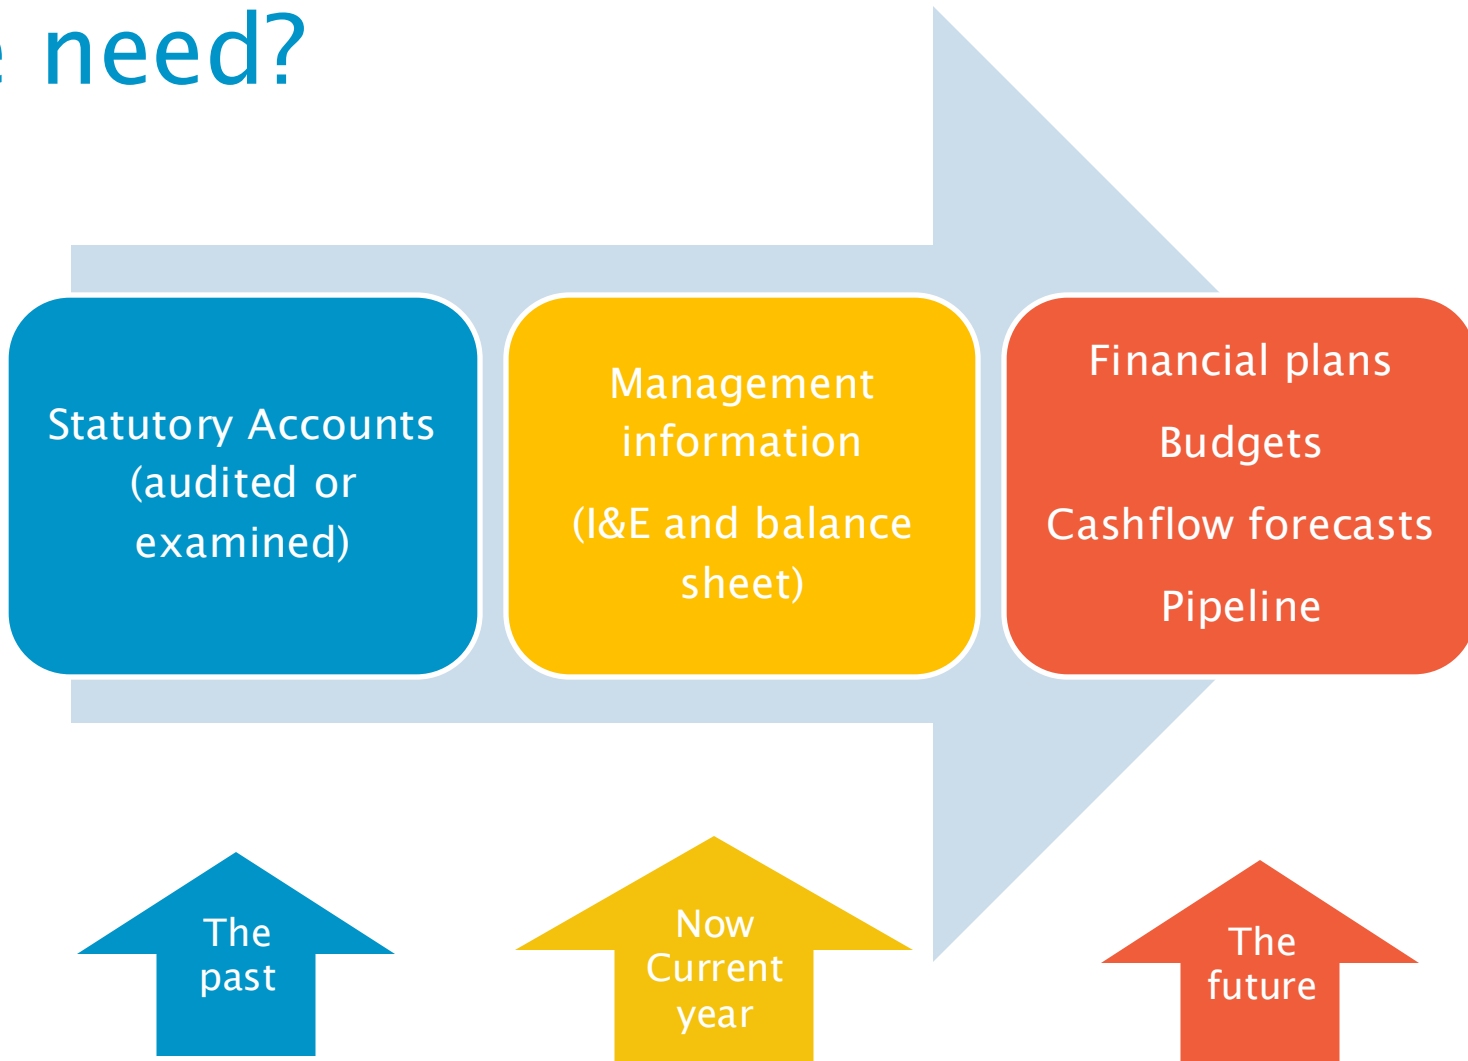 need?
Statutory Accounts
(audited or
examined)
Management
information
(I&E and balance
sheet)
Financial plans
Budgets
Cashflow forecasts
Pipeline
The
past
Now
Current
year
The
future